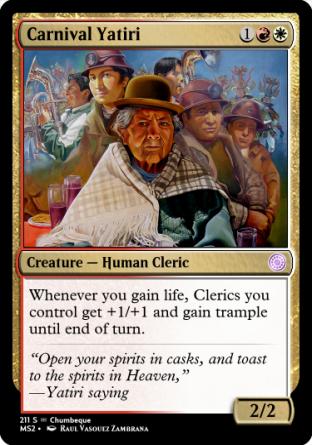 Carnival Yatiri 1RW
Creature — Human Cleric
Whenever you gain life, Clerics you
control get +1/+1 and gain trample
until end of turn.
“Open your spirits in casks, and toast
to the spirits in Heaven,”
—Yatiri saying
2/2
211 S = Chumbeque
MS2 • Raul Vasquez Zambrana